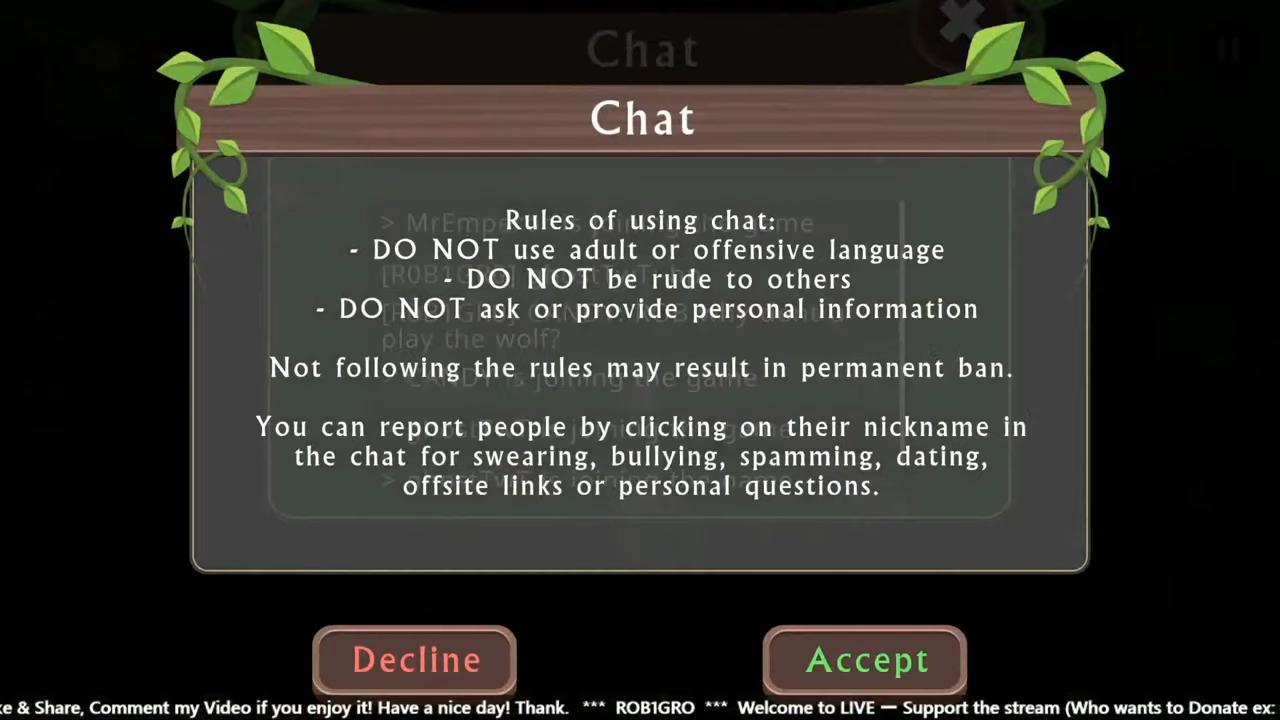 Chat
Chat
Rules of using chat:
- DO NOT use adult or offensive language
- DO NOT be rude to others
- DO NOT ask or provide personal information
play the wolf?
Not following the rules may result in permanent ban.
You can report people by clicking on their nickname in
the chat for swearing, bullying, spamming, dating,
offsite links or personal questions.
Decline
Accept
& Share, Comment my Video if you enjoy it! Have a nice day! Thank. *** ROB1GRO *** Welcome to LIVE — Support the stream (Who wants to Donate ex: